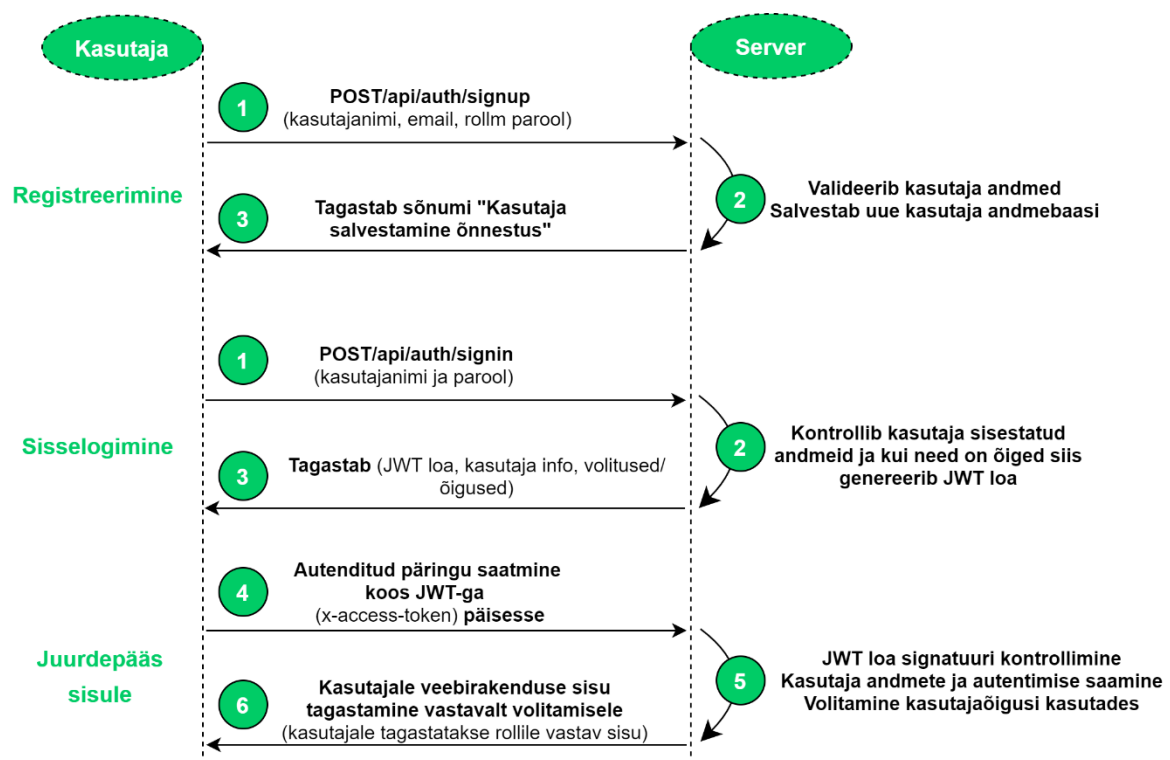 Kasutaja
Server
1
POST/api/auth/signup
(kasutajanimi, email, rollm parool)
Registreerimine
2
Valideerib kasutaja andmed
Salvestab uue kasutaja andmebaasi
3
Tagastab sõnumi "Kasutaja
salvestamine õnnestus"
1
POST/api/auth/signin
(kasutajanimi ja parool)
Sisselogimine
2
Kontrollib kasutaja sisestatud
andmeid ja kui need on õiged siis
genereerib JWT loa
3
Tagastab (JWT loa, kasutaja info, volitused/
õigused)
4
Autenditud päringu saatmine
koos JWT-ga
(x-access-token) päisesse
Juurdepääs
sisule
5
JWT loa signatuuri kontrollimine
Kasutaja andmete ja autentimise saamine
Volitamine kasutajaõigusi kasutades
6
Kasutajale veebirakenduse sisu
tagastamine vastavalt volitamisele
(kasutajale tagastatakse rollile vastav sisu)